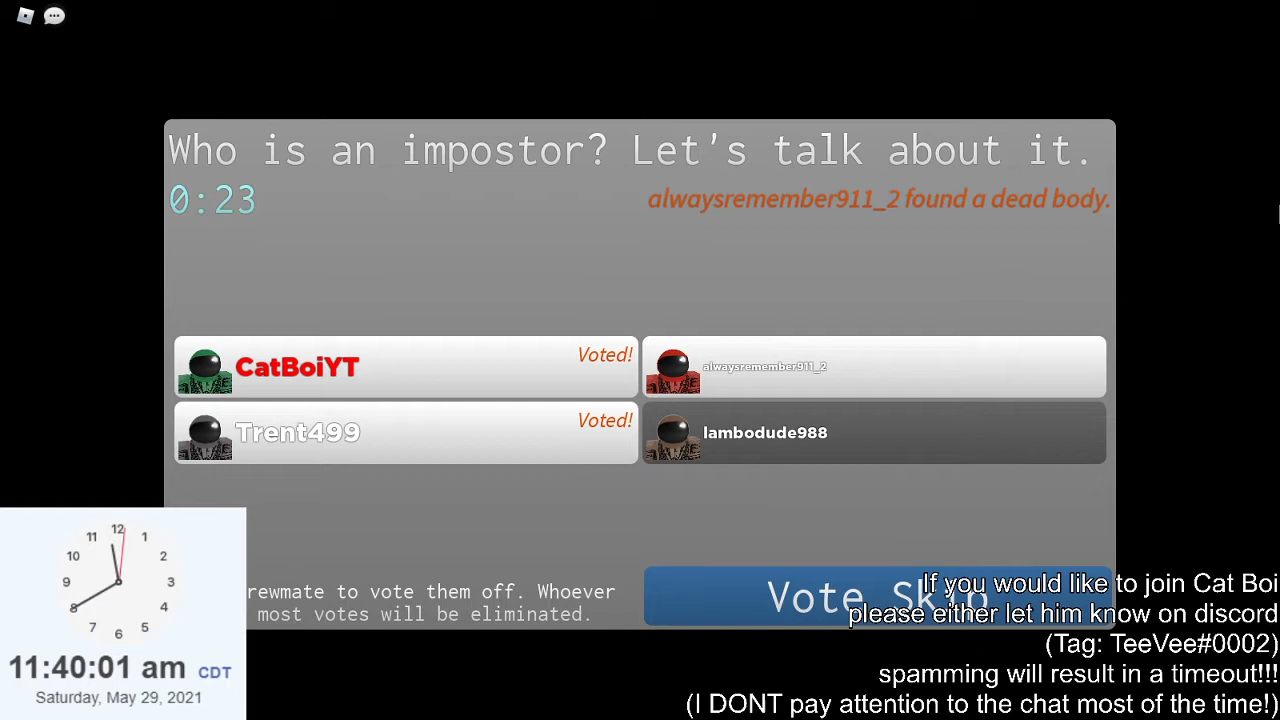 Who is an impostor? Let's talk about it.
0:23
alwaysremember911_2 found a dead body.
CatBoiYT
Voted!
alwaysremember911_2
Trent499
Voted!
lambodude988
rewmate to vote them off. Whoever
most votes will be eliminated.
Vote Skip
If you would like to join Cat Boi
please either let him know on discord
(Tag: TeeVee#0002)
spamming will result in a timeout!!!
(I DONT pay attention to the chat most of the time!)
12
1
2
3
4
5
6
7
8
9
10
11
11:40:01 am CDT
Saturday, May 29, 2021